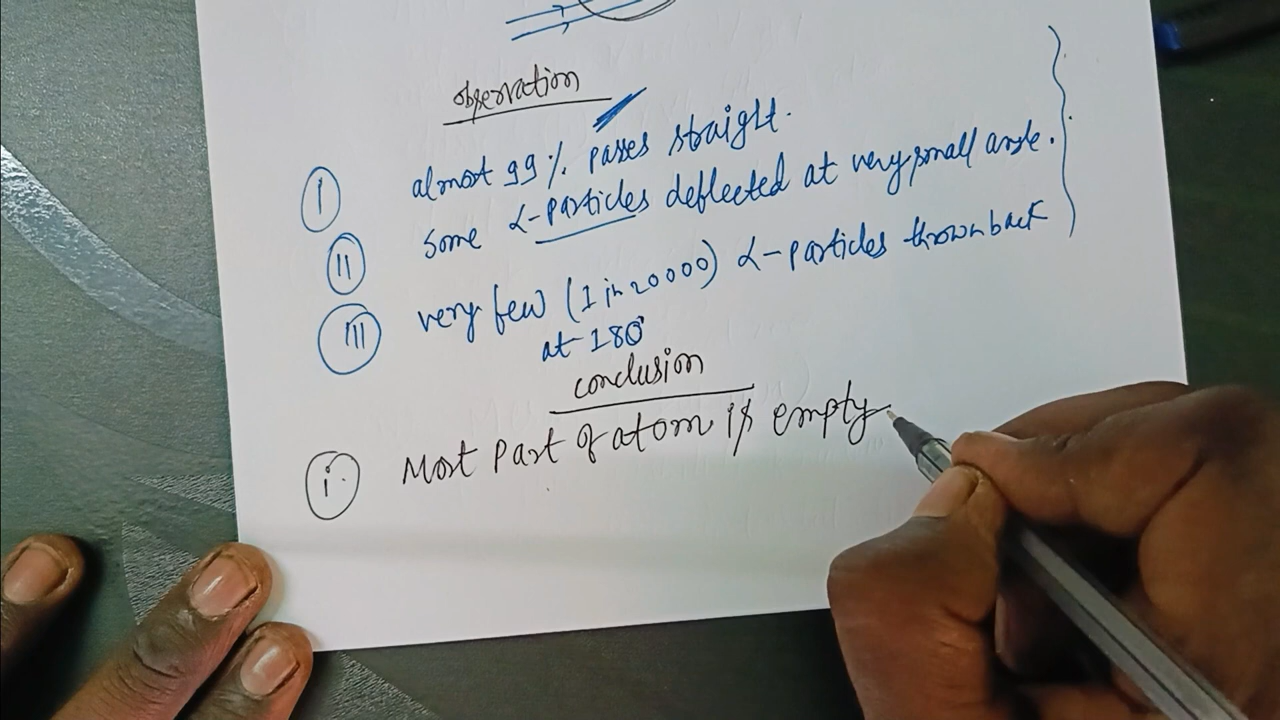 observation
I almost 99% passes straight.
II some α-particles deflected at very small angle.
III very few (1 in 20000) α-particles thrown back
at 180°
conclusion
i Most part of atom is empty